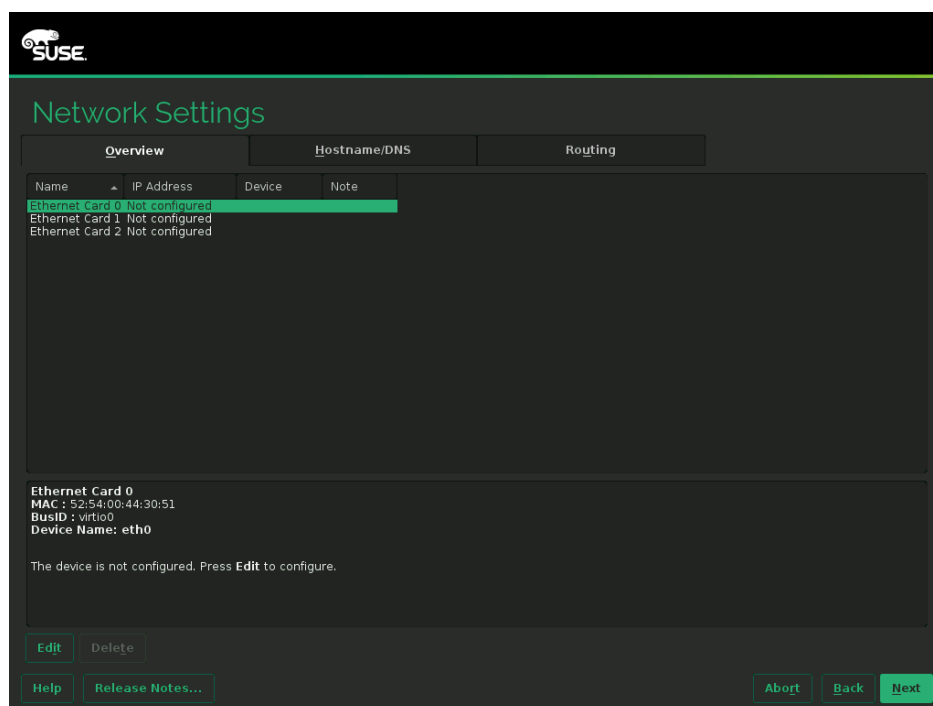 SUSE.
Network Settings
Overview Hostname/DNS Routing
Name IP Address Device Note
Ethernet Card 0 Not configured
Ethernet Card 1 Not configured
Ethernet Card 2 Not configured
Ethernet Card 0
MAC : 52:54:00:44:30:51
BusID : virtio0
Device Name: eth0
The device is not configured. Press Edit to configure.
Edit Delete
Help Release Notes... Abort Back Next